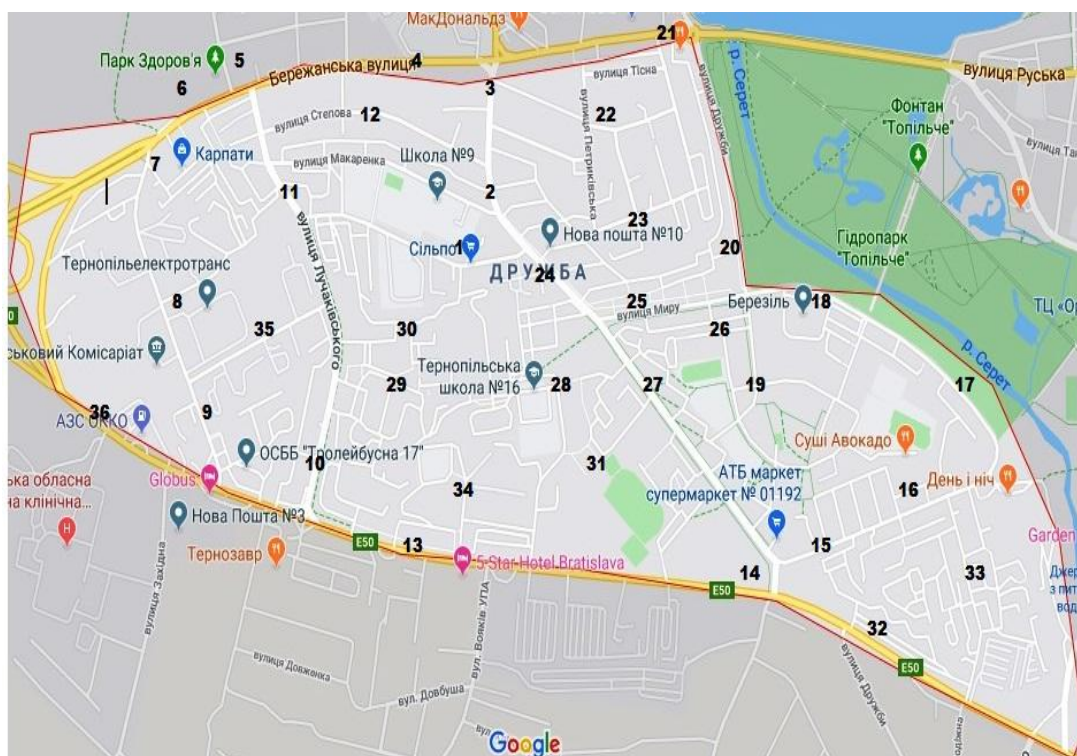 МакДональдз
21
Парк Здоров'я
5
Бережанська вулиця
4
6
3
вулиця Тісна
вулиця Руська
р. Серет
12
вулиця Степова
22
вулиця Петриківська
вулиця Дружби
Фонтан
"Топільче"
7
Карпати
вулиця Макаренка
Школа №9
11
2
вулиця Лучаківського
23
Нова пошта №10
20
Сільпо
1
ДРУЖБА
24
Гідропарк
"Топільче"
Тернопільелектротранс
8
25
вулиця Миру
Березіль
18
26
35
30
р. Серет
29
Тернопільська
школа №16
28
27
19
17
36
АЗС ОККО
9
Суші Авокадо
ОСББ "Тролейбусна 17"
10
31
АТБ маркет
супермаркет № 01192
16
День і ніч
Globus
34
Нова Пошта №3
E50
13
15
Тернозавр
5 Star Hotel Bratislava
14
E50
33
Garden
вулиця Західна
вул. Вояків УПА
32
E50
вулиця Довженка
вул. Довбуша
вулиця Дружби
Google